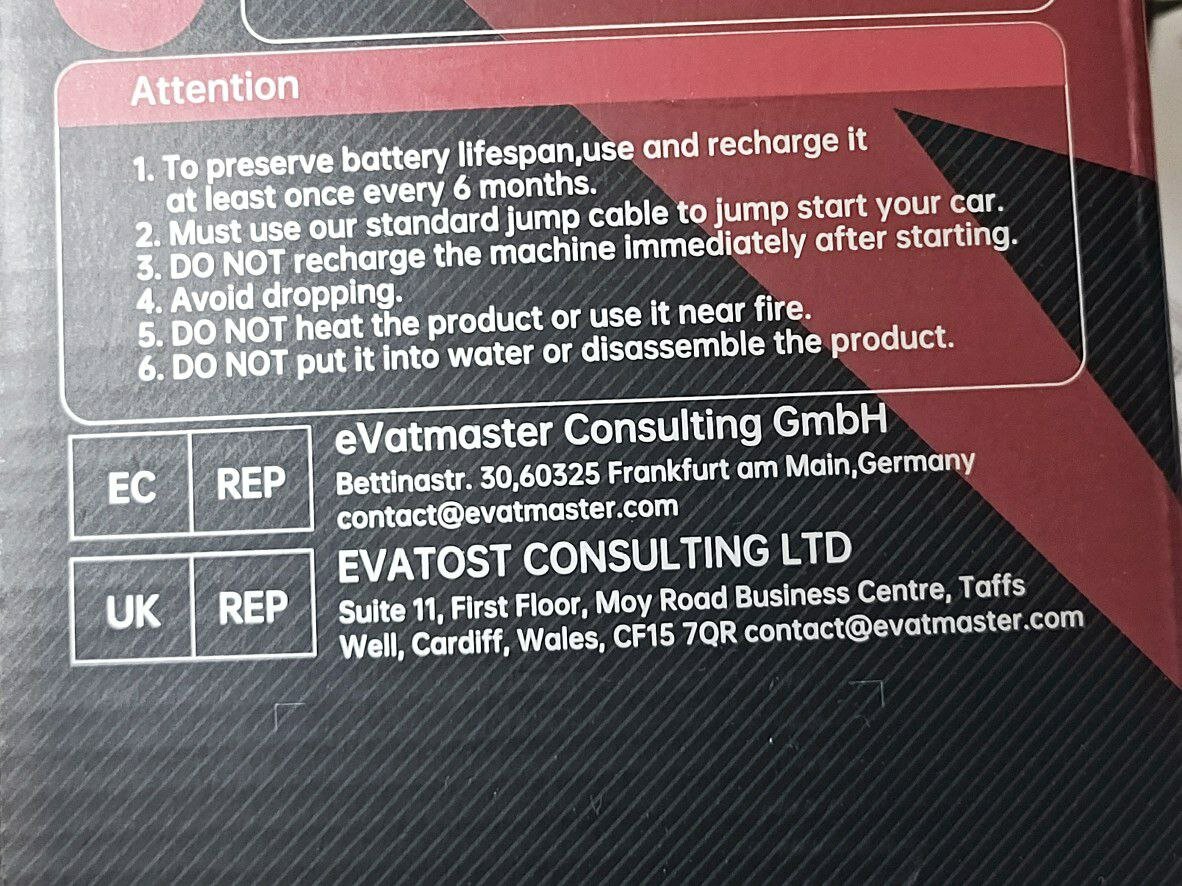 Attention
1. To preserve battery lifespan,use and recharge it
at least once every 6 months.
2. Must use our standard jump cable to jump start your car.
3. DO NOT recharge the machine immediately after starting.
4. Avoid dropping.
5. DO NOT heat the product or use it near fire.
6. DO NOT put it into water or disassemble the product.
EC REP
eVatmaster Consulting GmbH
Bettinastr. 30,60325 Frankfurt am Main,Germany
contact@evatmaster.com
UK REP
EVATOST CONSULTING LTD
Suite 11, First Floor, Moy Road Business Centre, Taffs
Well, Cardiff, Wales, CF15 7QR contact@evatmaster.com